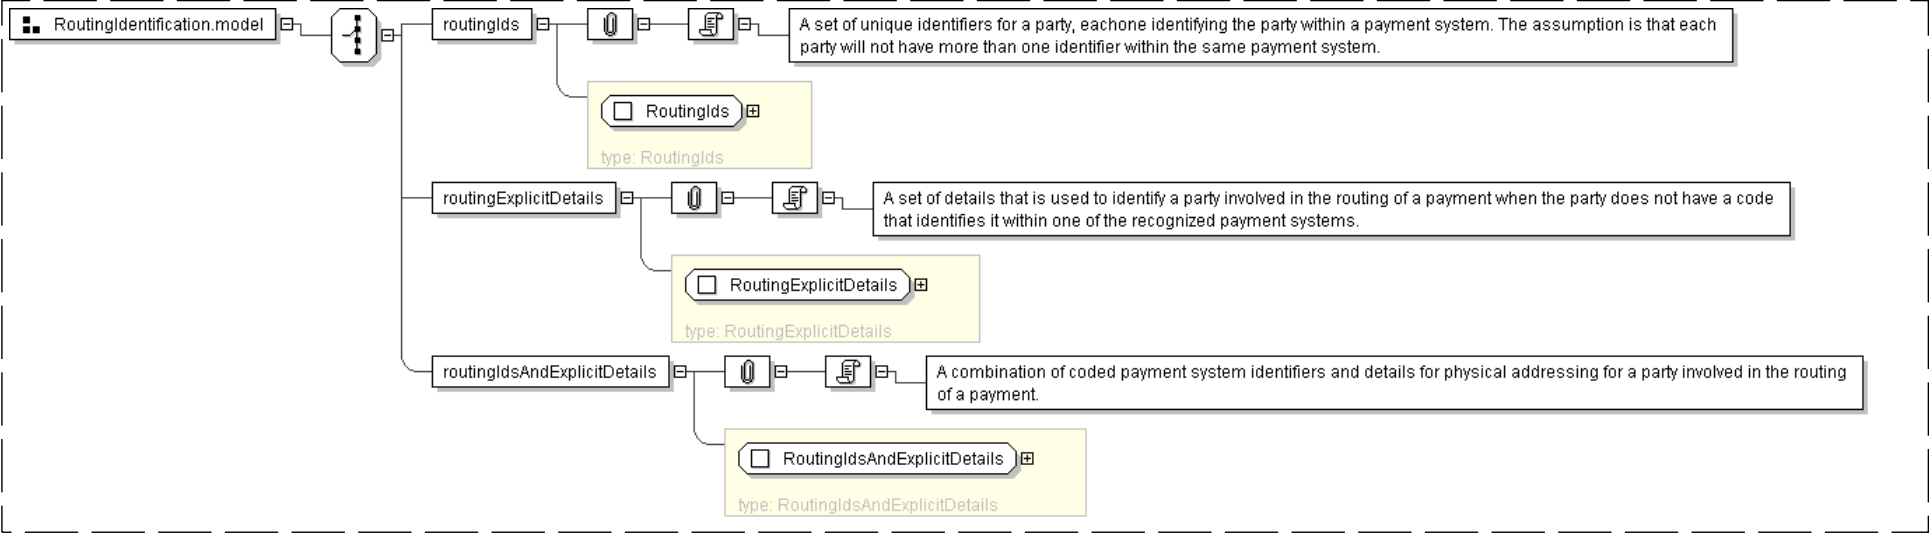 RoutingIdentification.model
routingIds
A set of unique identifiers for a party, eachone identifying the party within a payment system. The assumption is that each
party will not have more than one identifier within the same payment system.
RoutingIds
type: RoutingIds
routingExplicitDetails
A set of details that is used to identify a party involved in the routing of a payment when the party does not have a code
that identifies it within one of the recognized payment systems.
RoutingExplicitDetails
type: RoutingExplicitDetails
routingIdsAndExplicitDetails
A combination of coded payment system identifiers and details for physical addressing for a party involved in the routing
of a payment.
RoutingIdsAndExplicitDetails
type: RoutingIdsAndExplicitDetails